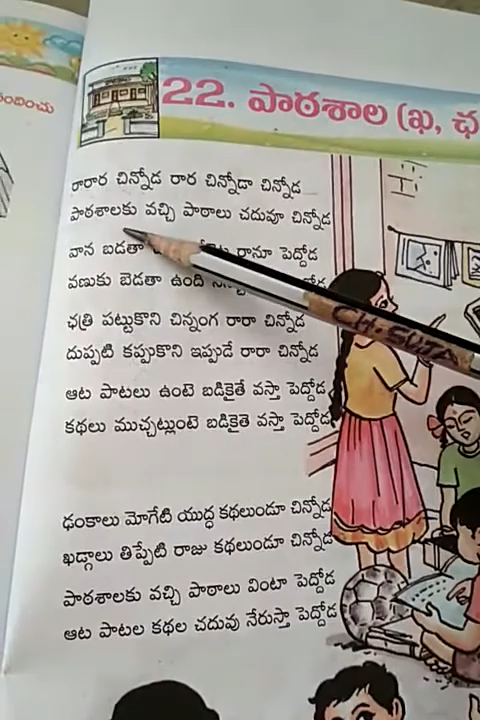 ందించు
22. పాఠశాల (ఖ, ఛ
రారార చిన్నోడ రార చిన్నోడా చిన్నోడ
పాఠశాలకు వచ్చి పాఠాలు చదువూ చిన్నోడ
వాన బడతా రానూ పెద్దోడ
వణుకు బెడతా ఉంది
ఛత్రి పట్టుకొని చిన్నంగ రారా చిన్నోడ
దుప్పటి కప్పుకొని ఇప్పుడే రారా చిన్నోడ
ఆట పాటలు ఉంటె బడికైతే వస్తా పెద్దోడ
కథలు ముచ్చట్లుంటె బడికైతె వస్తా పెద్దోడ
ఢంకాలు మోగేటి యుద్ధ కథలుండూ చిన్నోడ
ఖడ్గాలు తిప్పేటి రాజు కథలుండూ చిన్నోడ
పాఠశాలకు వచ్చి పాఠాలు వింటా పెద్దోడ
ఆట పాటల కథల చదువు నేరుస్తా పెద్దోడ
CH. SUJA